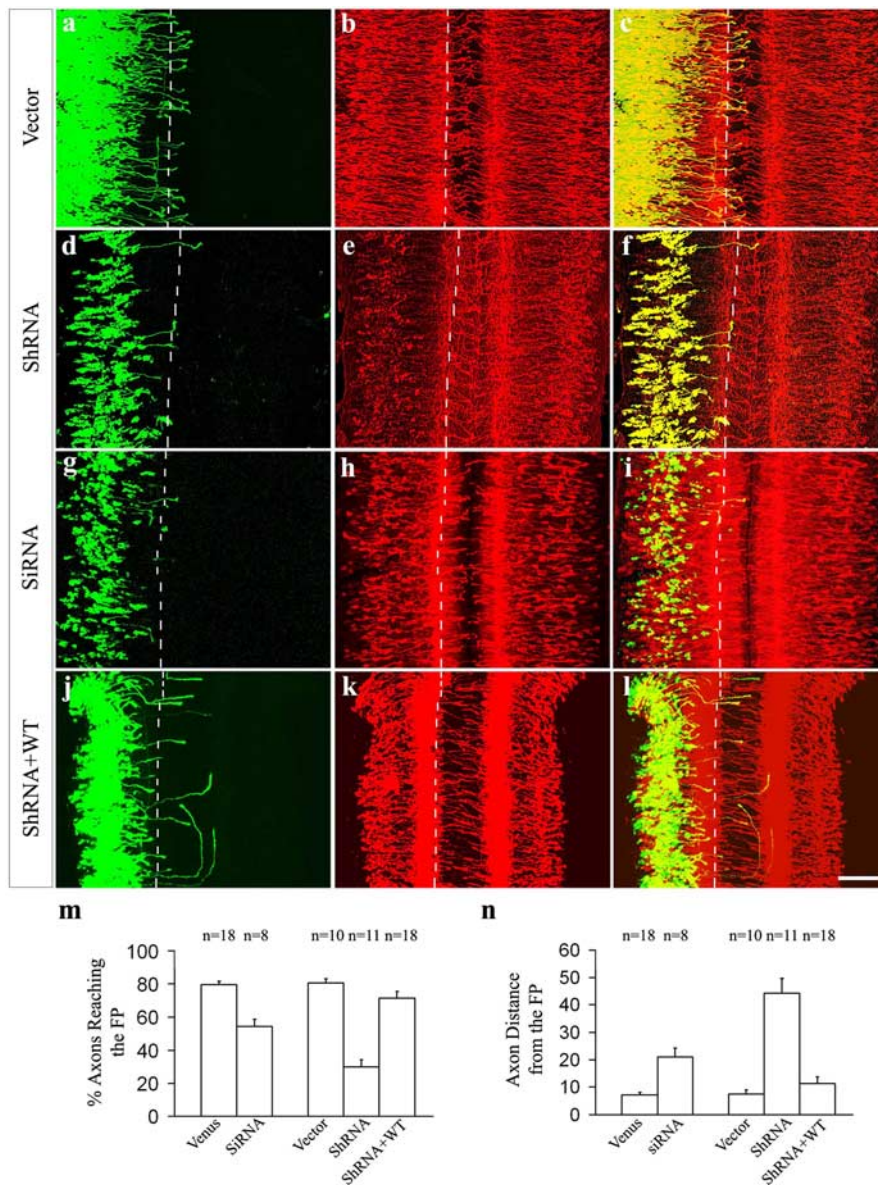 a
b
c
Vector
d
e
f
ShRNA
g
h
i
SiRNA
j
k
l
ShRNA+WT
m
n=18 n=8 n=10 n=11 n=18
% Axons Reaching
the FP
100
80
60
40
20
0
Venus
SiRNA
Vector
ShRNA
ShRNA+WT
n
n=18 n=8 n=10 n=11 n=18
Axon Distance
from the FP
60
50
40
30
20
10
0
Venus
siRNA
Vector
ShRNA
ShRNA+WT